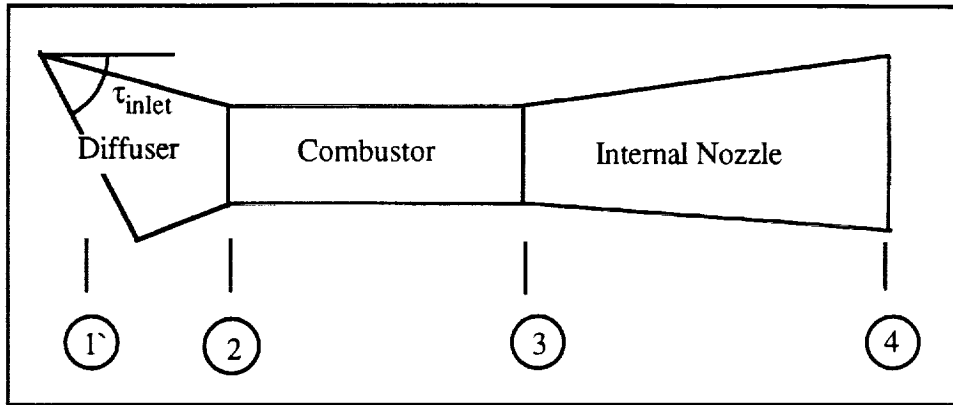 τinlet
Diffuser
Combustor
Internal Nozzle
1`
2
3
4